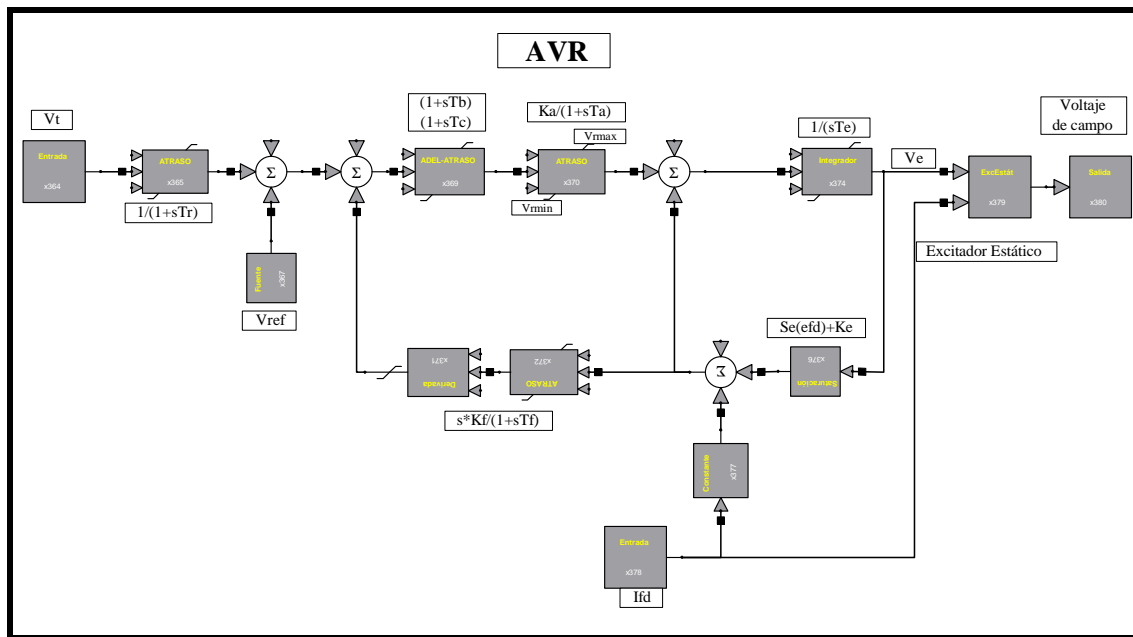 AVR
Vt
(1+sTb)
(1+sTc)
Ka/(1+sTa)
Vrmax
1/(sTe)
Voltaje
de campo
Entrada
x364
ATRASO
x365
Σ
Σ
ADEL-ATRASO
x369
ATRASO
x370
Σ
Integrador
x374
Ve
ExcEstát
x379
Salida
x380
1/(1+sTr)
Vrmin
Excitador Estático
Fuente
x367
Vref
Se(efd)+Ke
Derivada
x371
ATRASO
x372
Σ
Saturación
x376
s*Kf/(1+sTf)
Constante
x377
Entrada
x378
Ifd